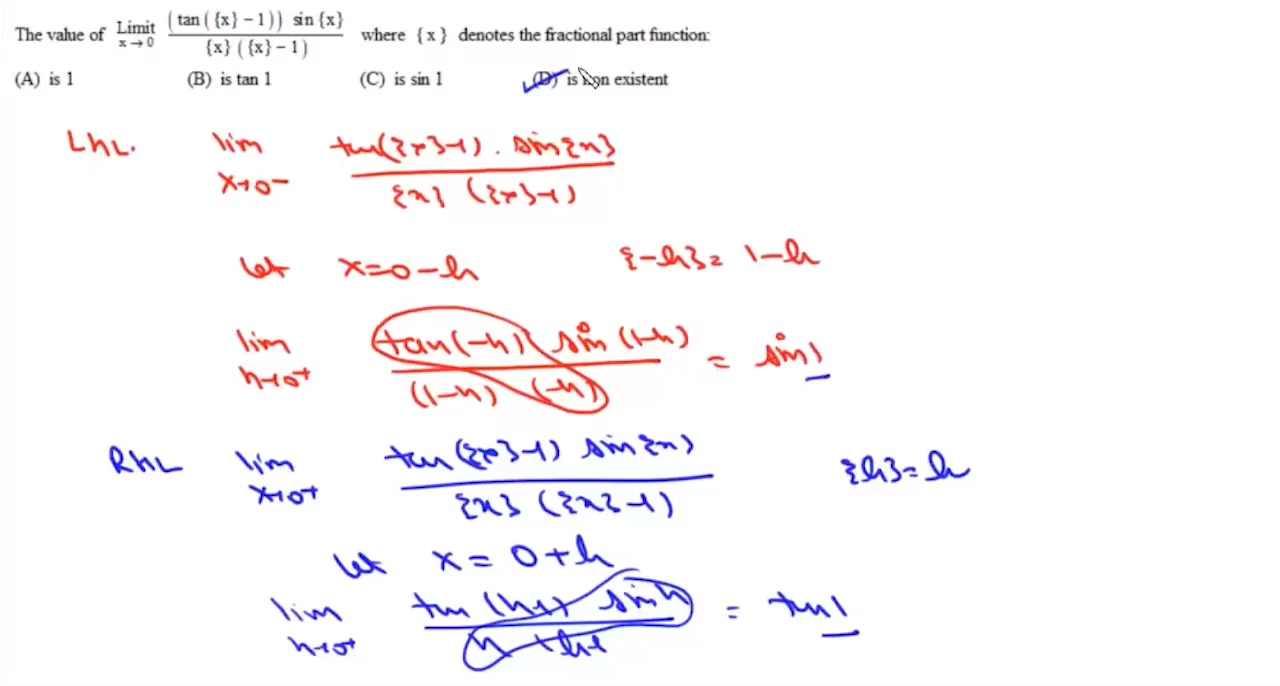 The value of Limit x→0 (tan({x} − 1)) sin{x} / {x}({x} − 1) where {x} denotes the fractional part function:
(A) is 1 (B) is tan 1 (C) is sin 1 (D) is non existent
LHL. lim x→0− tan({x}−1) . sin{x} / {x} ({x}−1)
let x=0−h {−h}= 1−h
lim h→0+ tan(−h) sin (1−h) / (1−h) (−h) = sin1
RHL lim x→0+ tan({x}−1) sin{x} / {x} ({x}−1) {h}=h
let x = 0+h
lim h→0+ tan (h−1) sinh / h (h−1) = tan1